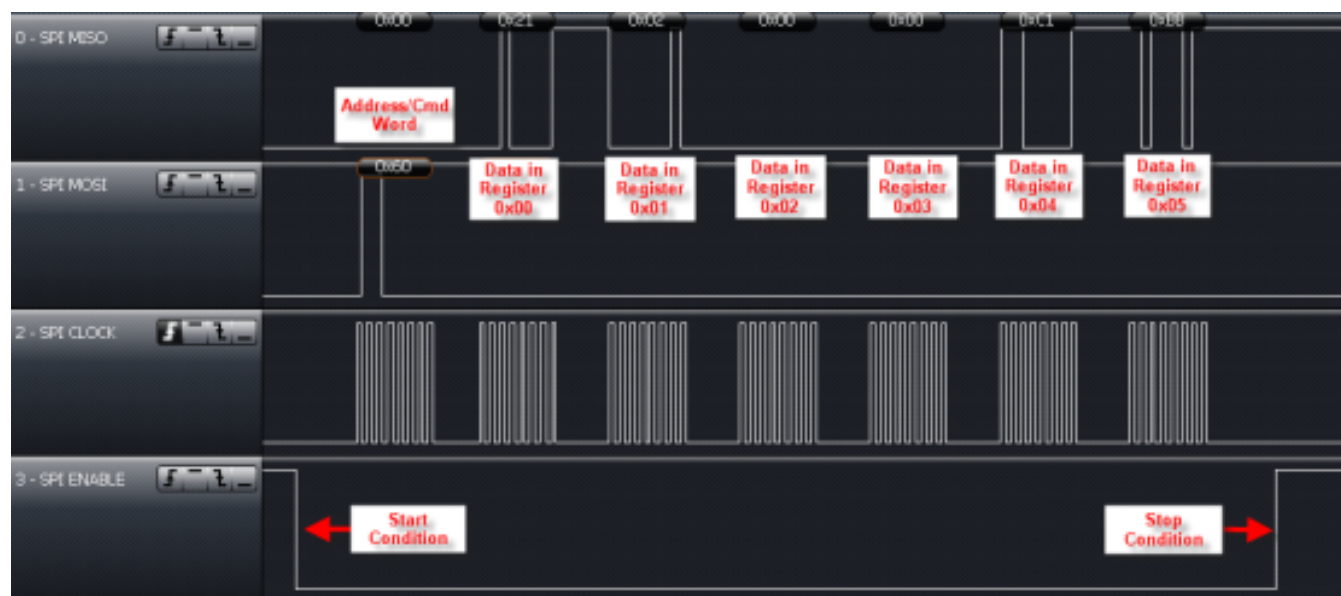 0x00 0x21 0x02 0x00 0x00 0xC1 0xBB
0 - SPI MISO
Address/Cmd
Word
0x60
1 - SPI MOSI
Data in
Register
0x00
Data in
Register
0x01
Data in
Register
0x02
Data in
Register
0x03
Data in
Register
0x04
Data in
Register
0x05
2 - SPI CLOCK
3 - SPI ENABLE
Start
Condition
Stop
Condition